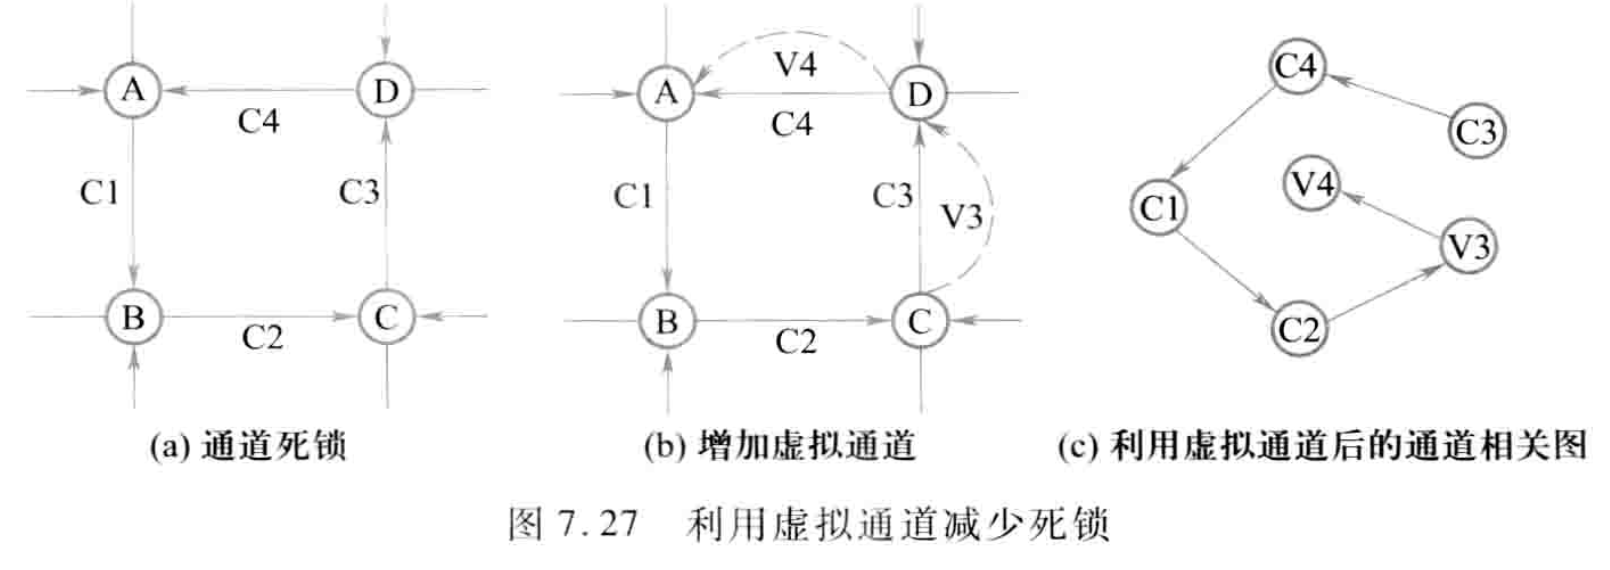 A
D
C4
C1
C3
B
C
C2
(a) 通道死锁
V4
A
D
C4
C1
C3
V3
B
C
C2
(b) 增加虚拟通道
C4
C3
V4
C1
V3
C2
(c) 利用虚拟通道后的通道相关图
图 7.27 利用虚拟通道减少死锁